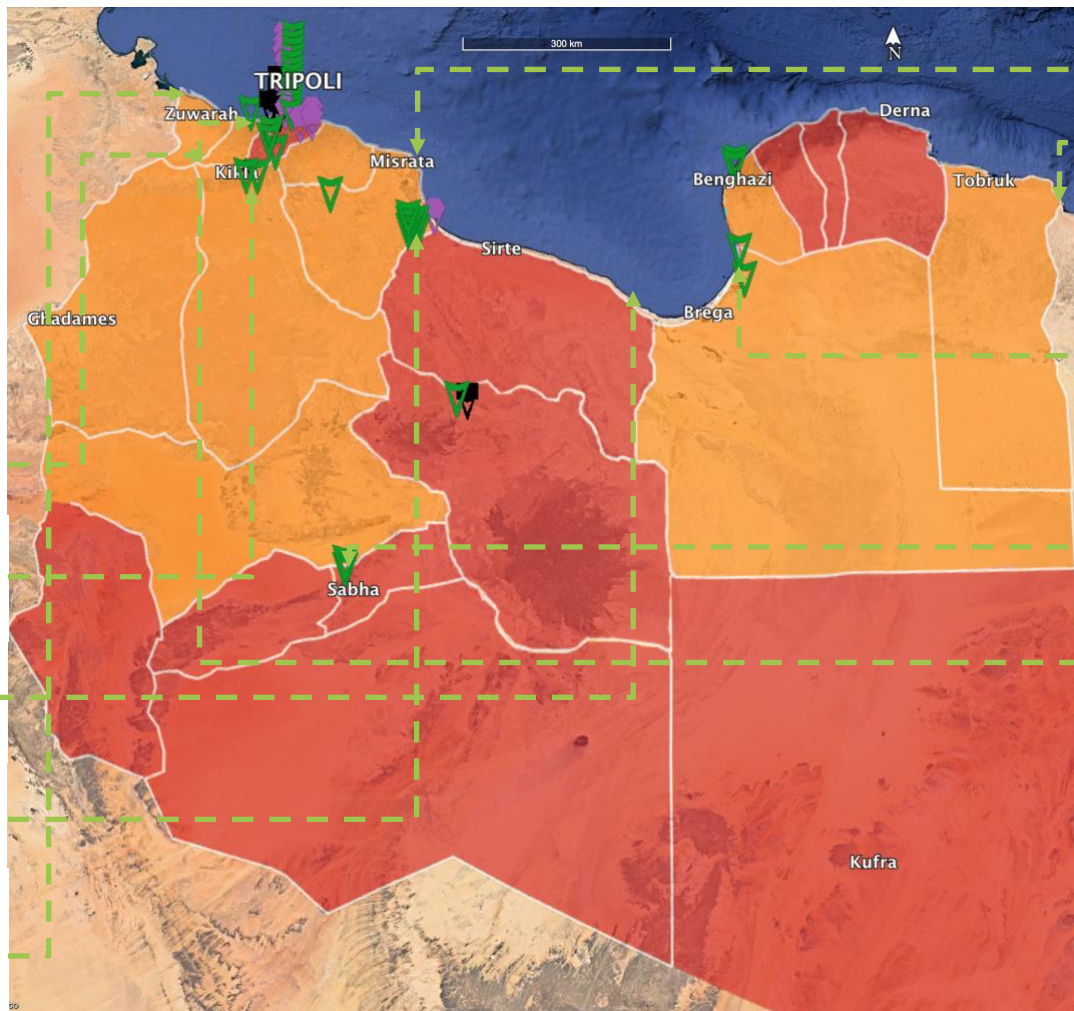 300 km
N
TRIPOLI
Zuwarah
Derna
Misrata
Benghazi
Tobruk
Sirte
Brega
Ghadames
Sabha
Kufra